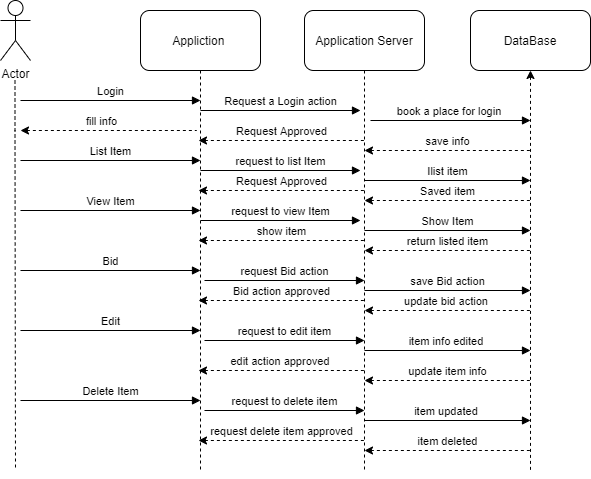 Appliction
Application Server
DataBase
Actor
Login
Request a Login action
book a place for login
fill info
Request Approved
save info
List Item
request to list Item
Ilist item
Request Approved
Saved item
View Item
request to view Item
Show Item
show item
return listed item
Bid
request Bid action
save Bid action
Bid action approved
update bid action
Edit
request to edit item
item info edited
edit action approved
update item info
Delete Item
request to delete item
item updated
request delete item approved
item deleted